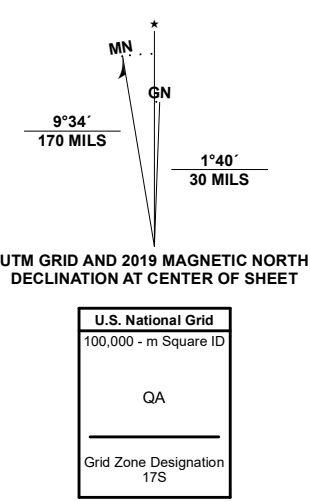 MN
GN
9°34´
170 MILS
1°40´
30 MILS
UTM GRID AND 2019 MAGNETIC NORTH
DECLINATION AT CENTER OF SHEET
U.S. National Grid
100,000 - m Square ID
QA
Grid Zone Designation
17S